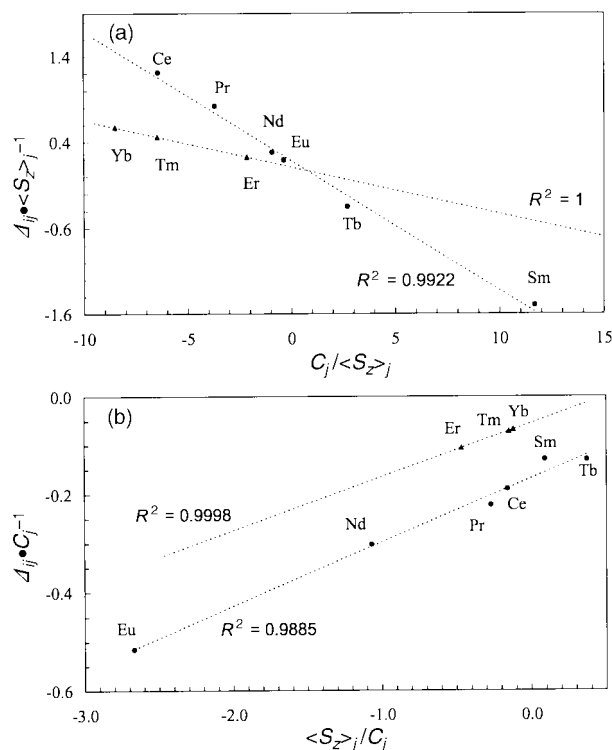 (a)
Ce
Pr
Nd
Eu
Yb
Tm
Er
Tb
Sm
R² = 1
R² = 0.9922
1.4
0.4
-0.6
-1.6
-10 -5 0 5 10 15
Δij•<Sz>j⁻¹
Cj/<Sz>j
(b)
Er
Tm
Yb
Sm
Tb
Ce
Pr
Nd
Eu
R² = 0.9998
R² = 0.9885
0.0
-0.2
-0.4
-0.6
-3.0 -2.0 -1.0 0.0
Δij•Cj⁻¹
<Sz>j/Cj